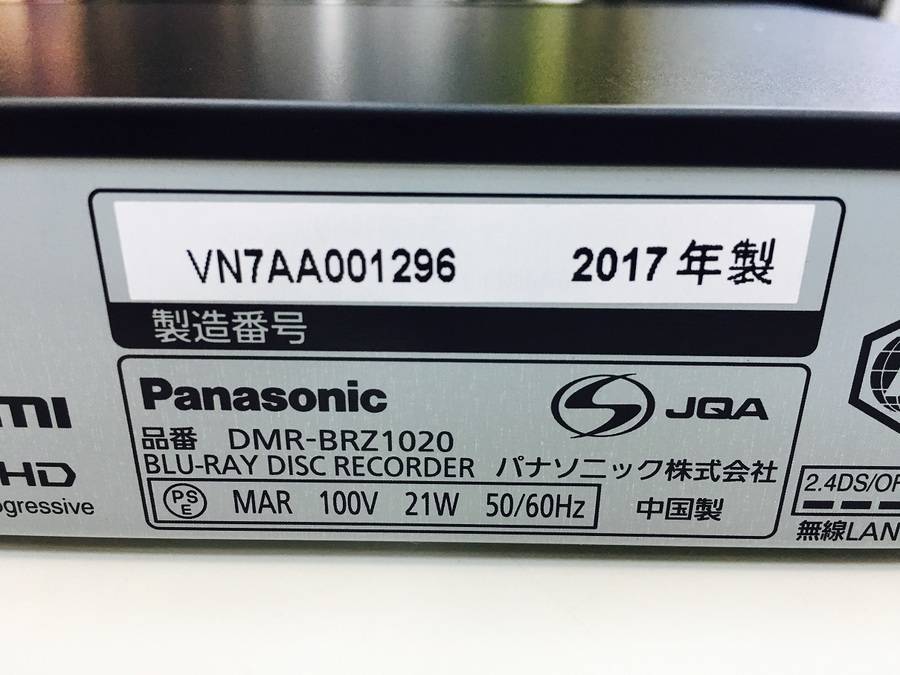 VN7AA001296 2017年製
製造番号
Panasonic JQA
品番 DMR-BRZ1020
BLU-RAY DISC RECORDER パナソニック株式会社
PSE MAR 100V 21W 50/60Hz 中国製
MI
HD
ogressive
2.4DS/OF
無線LAN